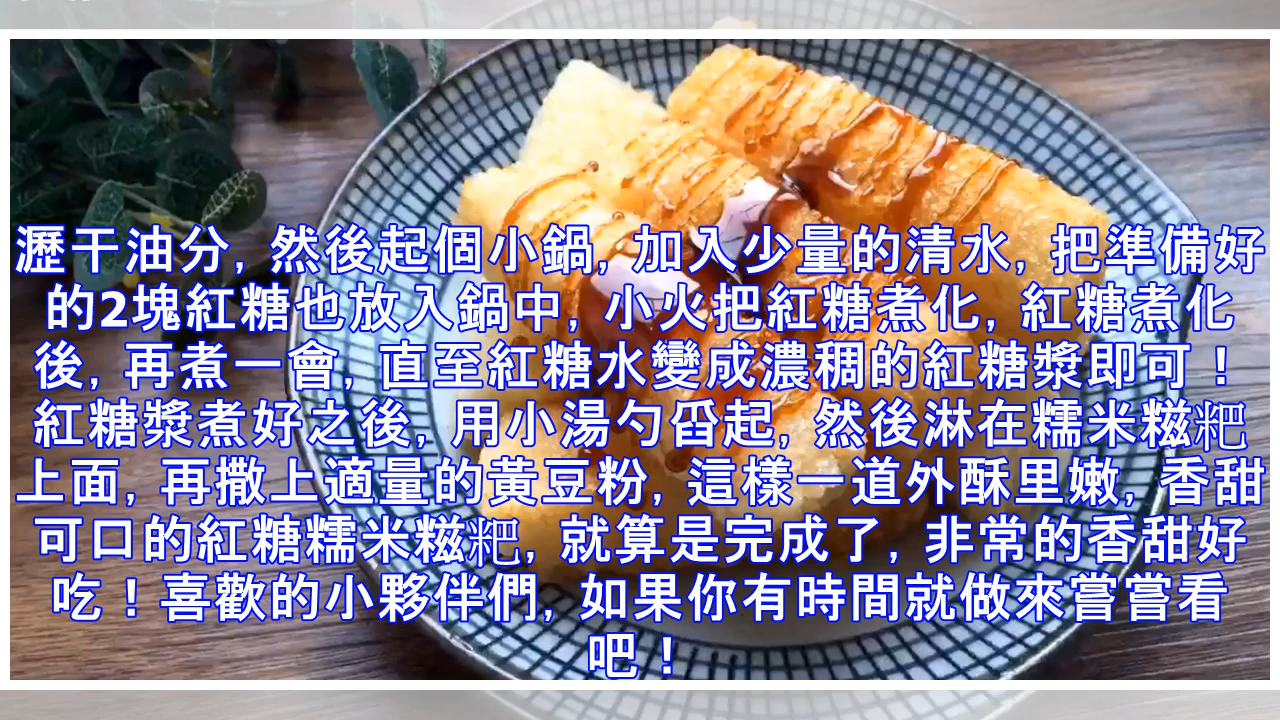 瀝干油分, 然後起個小鍋, 加入少量的清水, 把準備好
的2塊紅糖也放入鍋中, 小火把紅糖煮化, 紅糖煮化
後, 再煮一會, 直至紅糖水變成濃稠的紅糖漿即可！
紅糖漿煮好之後, 用小湯勺舀起, 然後淋在糯米糍粑
上面, 再撒上適量的黃豆粉, 這樣一道外酥里嫩, 香甜
可口的紅糖糯米糍粑, 就算是完成了, 非常的香甜好
吃！喜歡的小夥伴們, 如果你有時間就做來嘗嘗看
吧！